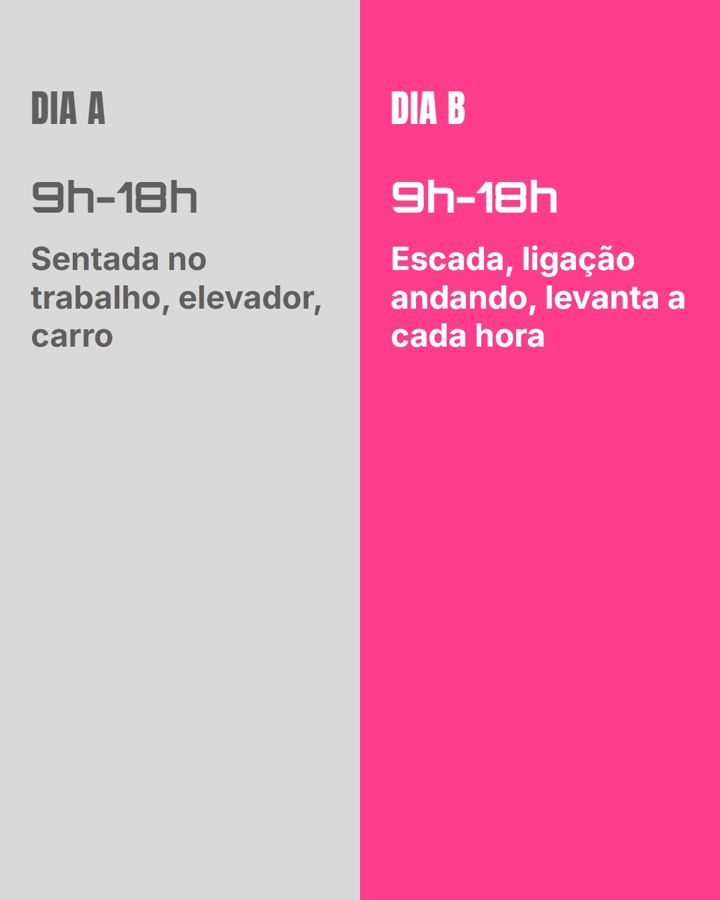 DIA A
9h-18h
Sentada no
trabalho, elevador,
carro
DIA B
9h-18h
Escada, ligação
andando, levanta a
cada hora